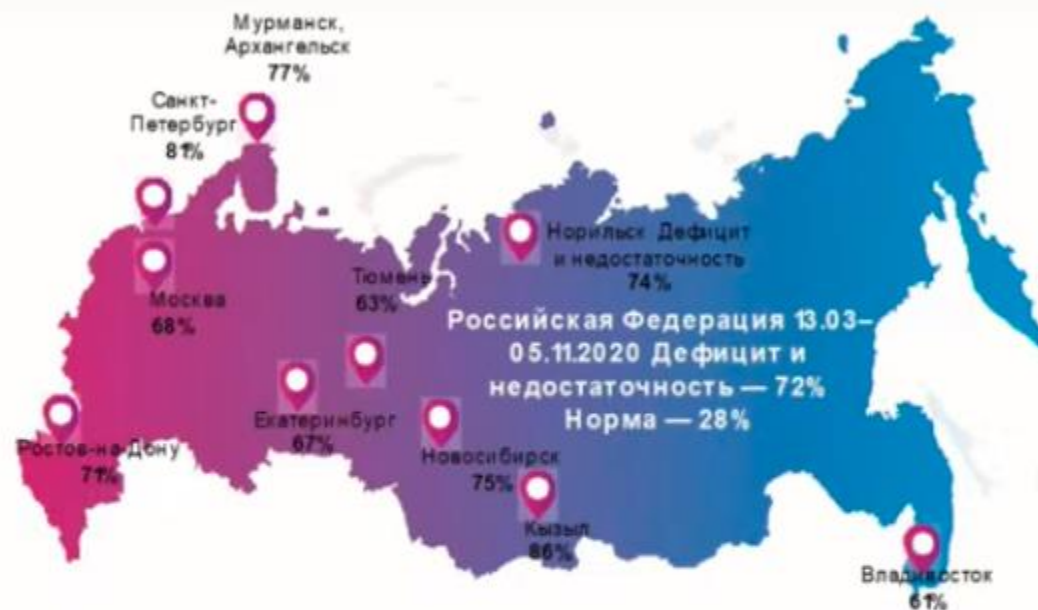 Мурманск,
Архангельск
77%
Санкт-
Петербург
81%
Москва
68%
Тюмень
63%
Норильск Дефицит
и недостаточность
74%
Российская Федерация 13.03–
05.11.2020 Дефицит и
недостаточность — 72%
Норма — 28%
Екатеринбург
67%
Ростов-на-Дону
71%
Новосибирск
75%
Кызыл
86%
Владивосток
61%